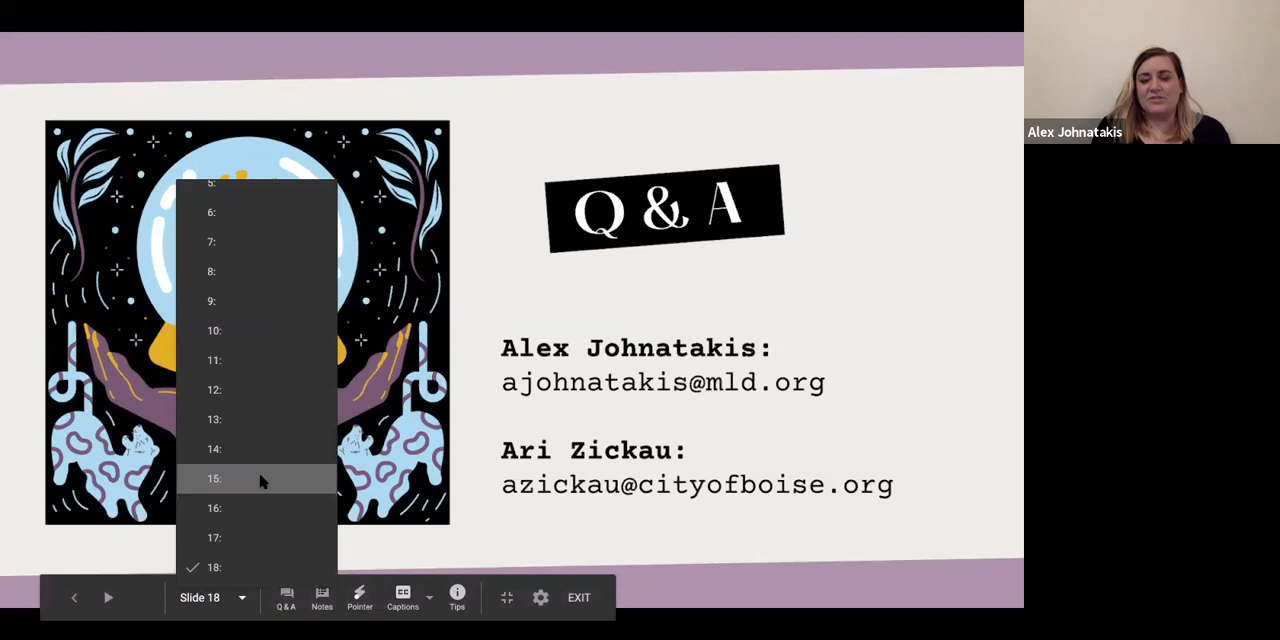 Q & A
Alex Johnatakis:
ajohnatakis@mld.org
Ari Zickau:
azickau@cityofboise.org
5:
6:
7:
8:
9:
10:
11:
12:
13:
14:
15:
16:
17:
18:
Slide 18
Q & A
Notes
Pointer
CC
Captions
Tips
EXIT
Alex Johnatakis